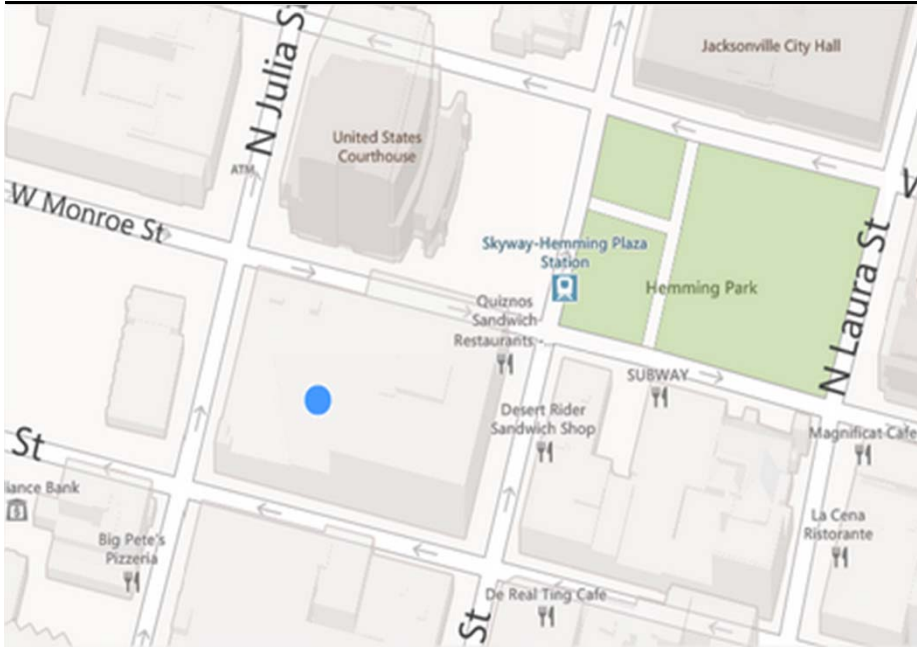 N Julia St
Jacksonville City Hall
United States
Courthouse
ATM
W Monroe St
Skyway-Hemming Plaza
Station
Hemming Park
N Laura St
Quiznos
Sandwich
Restaurants -...
SUBWAY
Desert Rider
Sandwich Shop
Magnificat Cafe
St
iance Bank
$
Big Pete's
Pizzeria
La Cena
Ristorante
De Real Ting Cafe
St